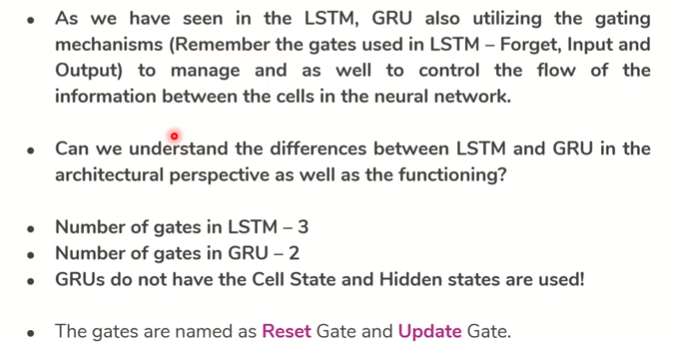 • As we have seen in the LSTM, GRU also utilizing the gating
mechanisms (Remember the gates used in LSTM – Forget, Input and
Output) to manage and as well to control the flow of the
information between the cells in the neural network.
• Can we understand the differences between LSTM and GRU in the
architectural perspective as well as the functioning?
• Number of gates in LSTM – 3
• Number of gates in GRU – 2
• GRUs do not have the Cell State and Hidden states are used!
• The gates are named as Reset Gate and Update Gate.